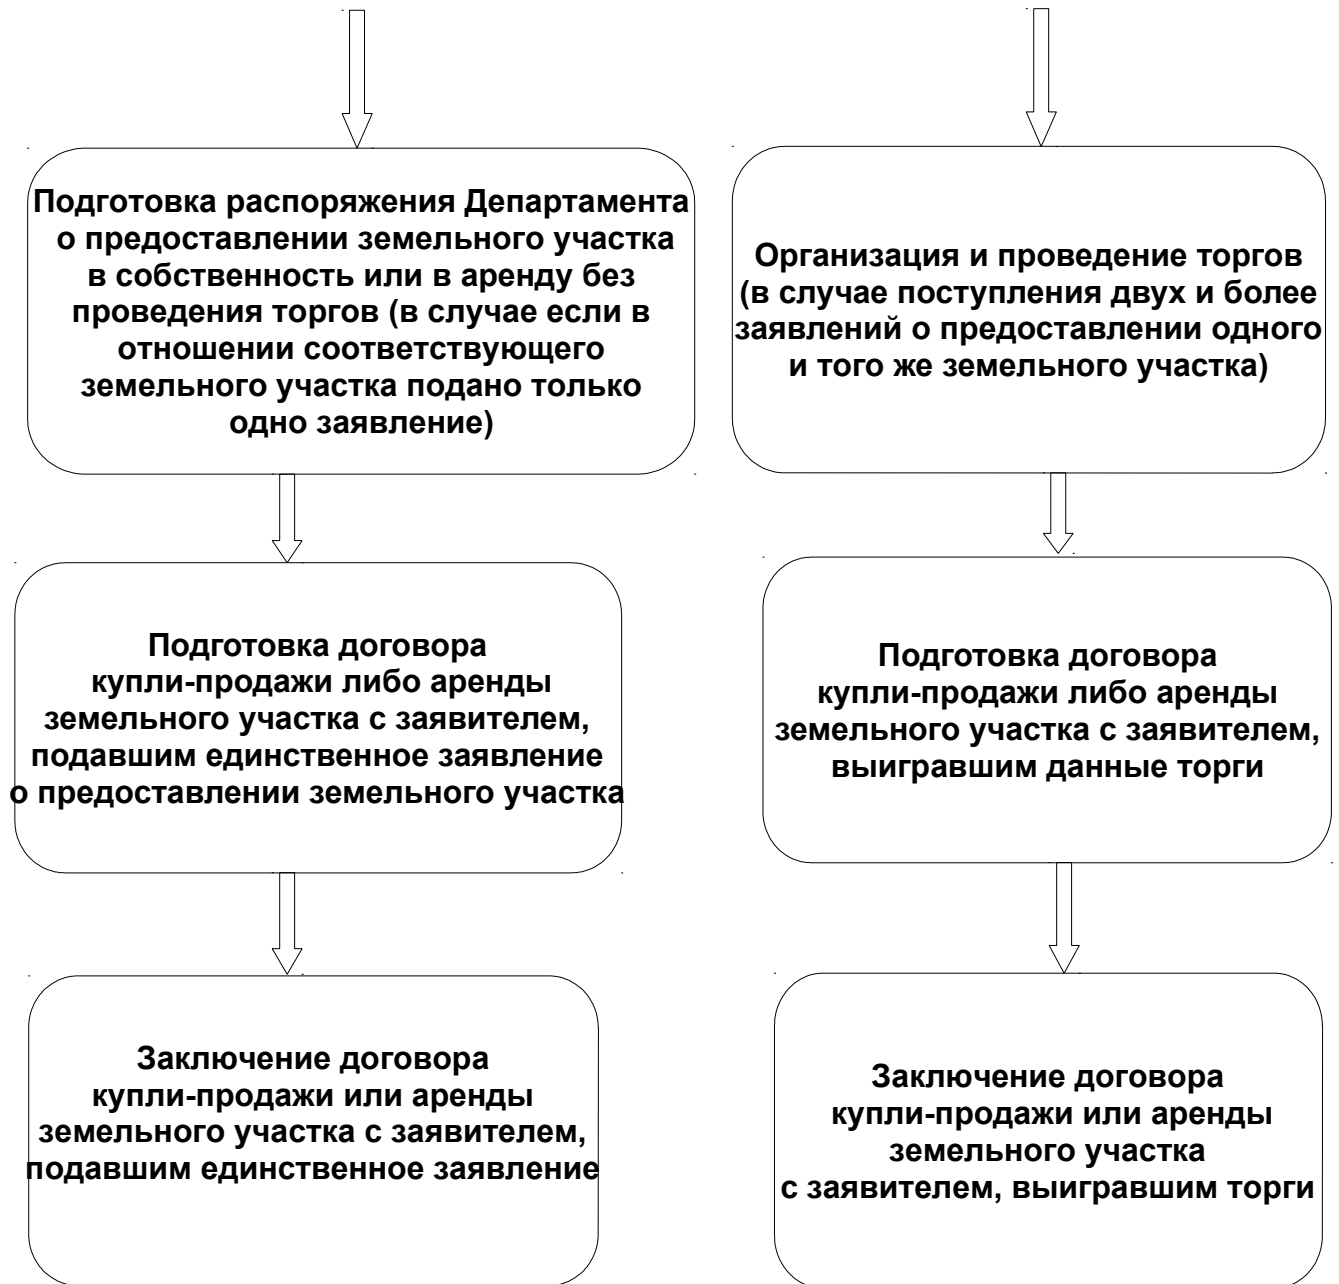 Подготовка распоряжения Департамента
о предоставлении земельного участка
в собственность или в аренду без
проведения торгов (в случае если в
отношении соответствующего
земельного участка подано только
одно заявление)
Организация и проведение торгов
(в случае поступления двух и более
заявлений о предоставлении одного
и того же земельного участка)
Подготовка договора
купли-продажи либо аренды
земельного участка с заявителем,
подавшим единственное заявление
о предоставлении земельного участка
Подготовка договора
купли-продажи либо аренды
земельного участка с заявителем,
выигравшим данные торги
Заключение договора
купли-продажи или аренды
земельного участка с заявителем,
подавшим единственное заявление
Заключение договора
купли-продажи или аренды
земельного участка
с заявителем, выигравшим торги